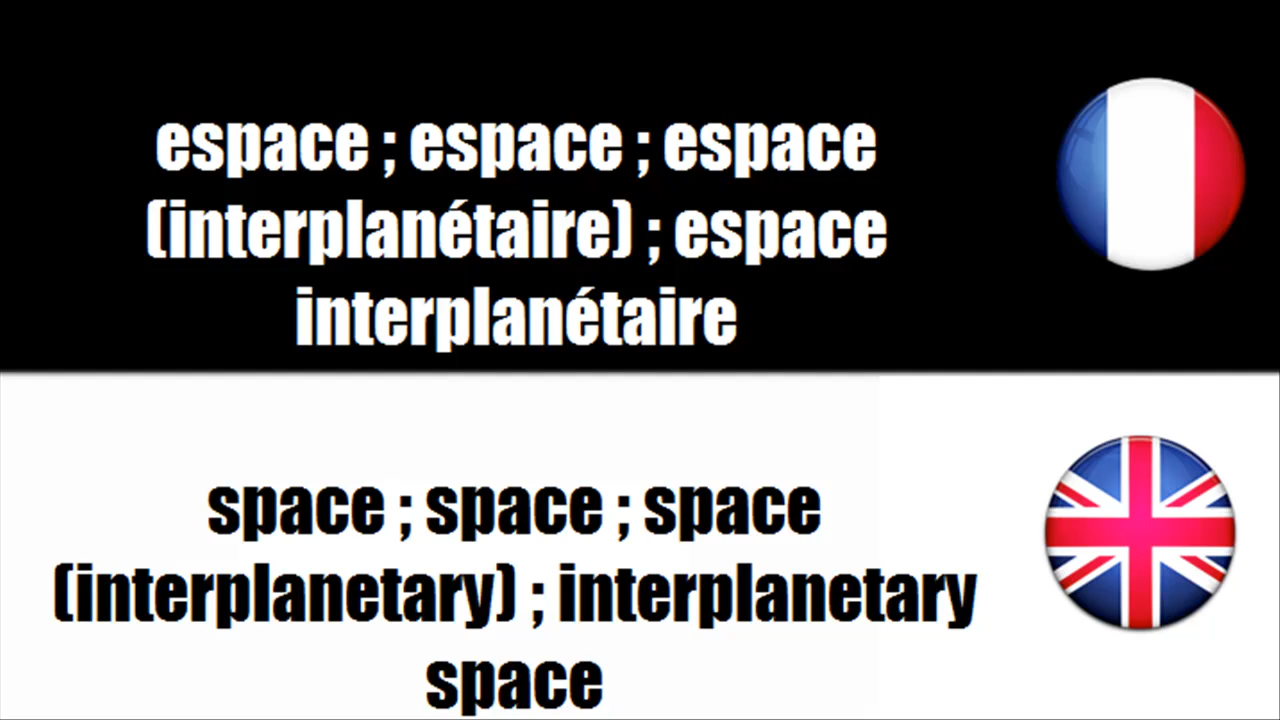 espace ; espace ; espace
(interplanétaire) ; espace
interplanétaire
space ; space ; space
(interplanetary) ; interplanetary
space